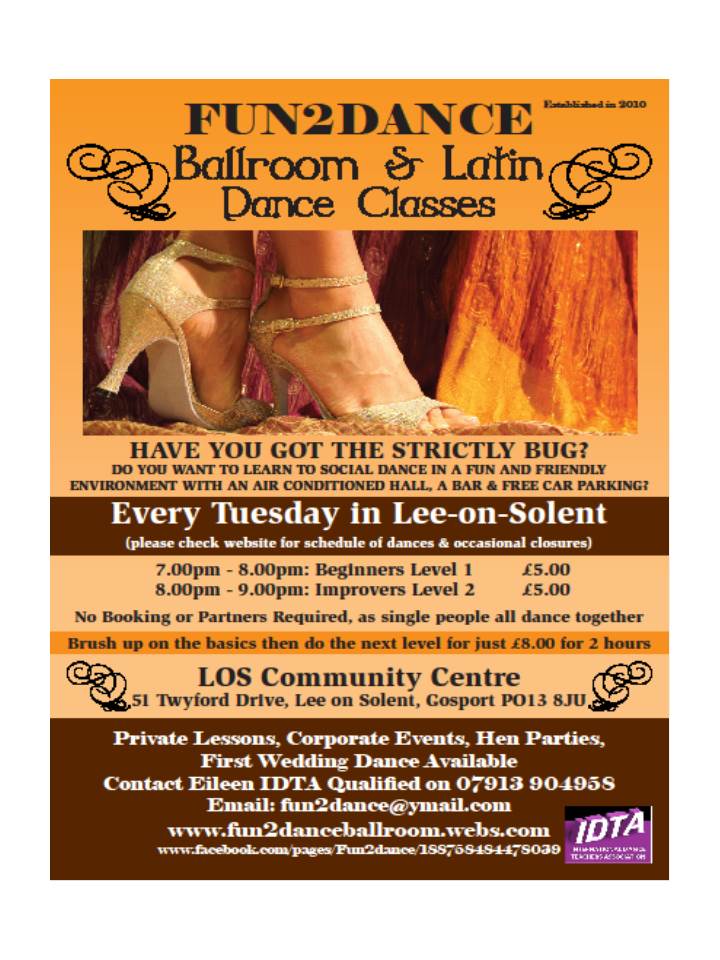 Established in 2010
FUN2DANCE
Ballroom & Latin
Dance Classes
HAVE YOU GOT THE STRICTLY BUG?
DO YOU WANT TO LEARN TO SOCIAL DANCE IN A FUN AND FRIENDLY
ENVIRONMENT WITH AN AIR CONDITIONED HALL, A BAR & FREE CAR PARKING?
Every Tuesday in Lee-on-Solent
(please check website for schedule of dances & occasional closures)
7.00pm - 8.00pm: Beginners Level 1 £5.00
8.00pm - 9.00pm: Improvers Level 2 £5.00
No Booking or Partners Required, as single people all dance together
Brush up on the basics then do the next level for just £8.00 for 2 hours
LOS Community Centre
51 Twyford Drive, Lee on Solent, Gosport PO13 8JU
Private Lessons, Corporate Events, Hen Parties,
First Wedding Dance Available
Contact Eileen IDTA Qualified on 07913 904958
Email: fun2dance@ymail.com
www.fun2danceballroom.webs.com
www.facebook.com/pages/Fun2dance/188758484478039
IDTA
INTERNATIONAL DANCE
TEACHERS ASSOCIATION